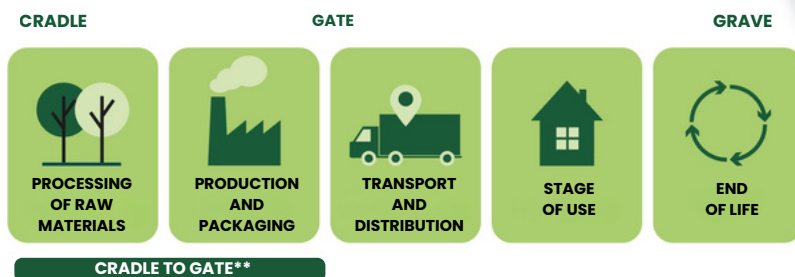 CRADLE GATE GRAVE
PROCESSING
OF RAW
MATERIALS
PRODUCTION
AND
PACKAGING
TRANSPORT
AND
DISTRIBUTION
STAGE
OF USE
END
OF LIFE
CRADLE TO GATE**